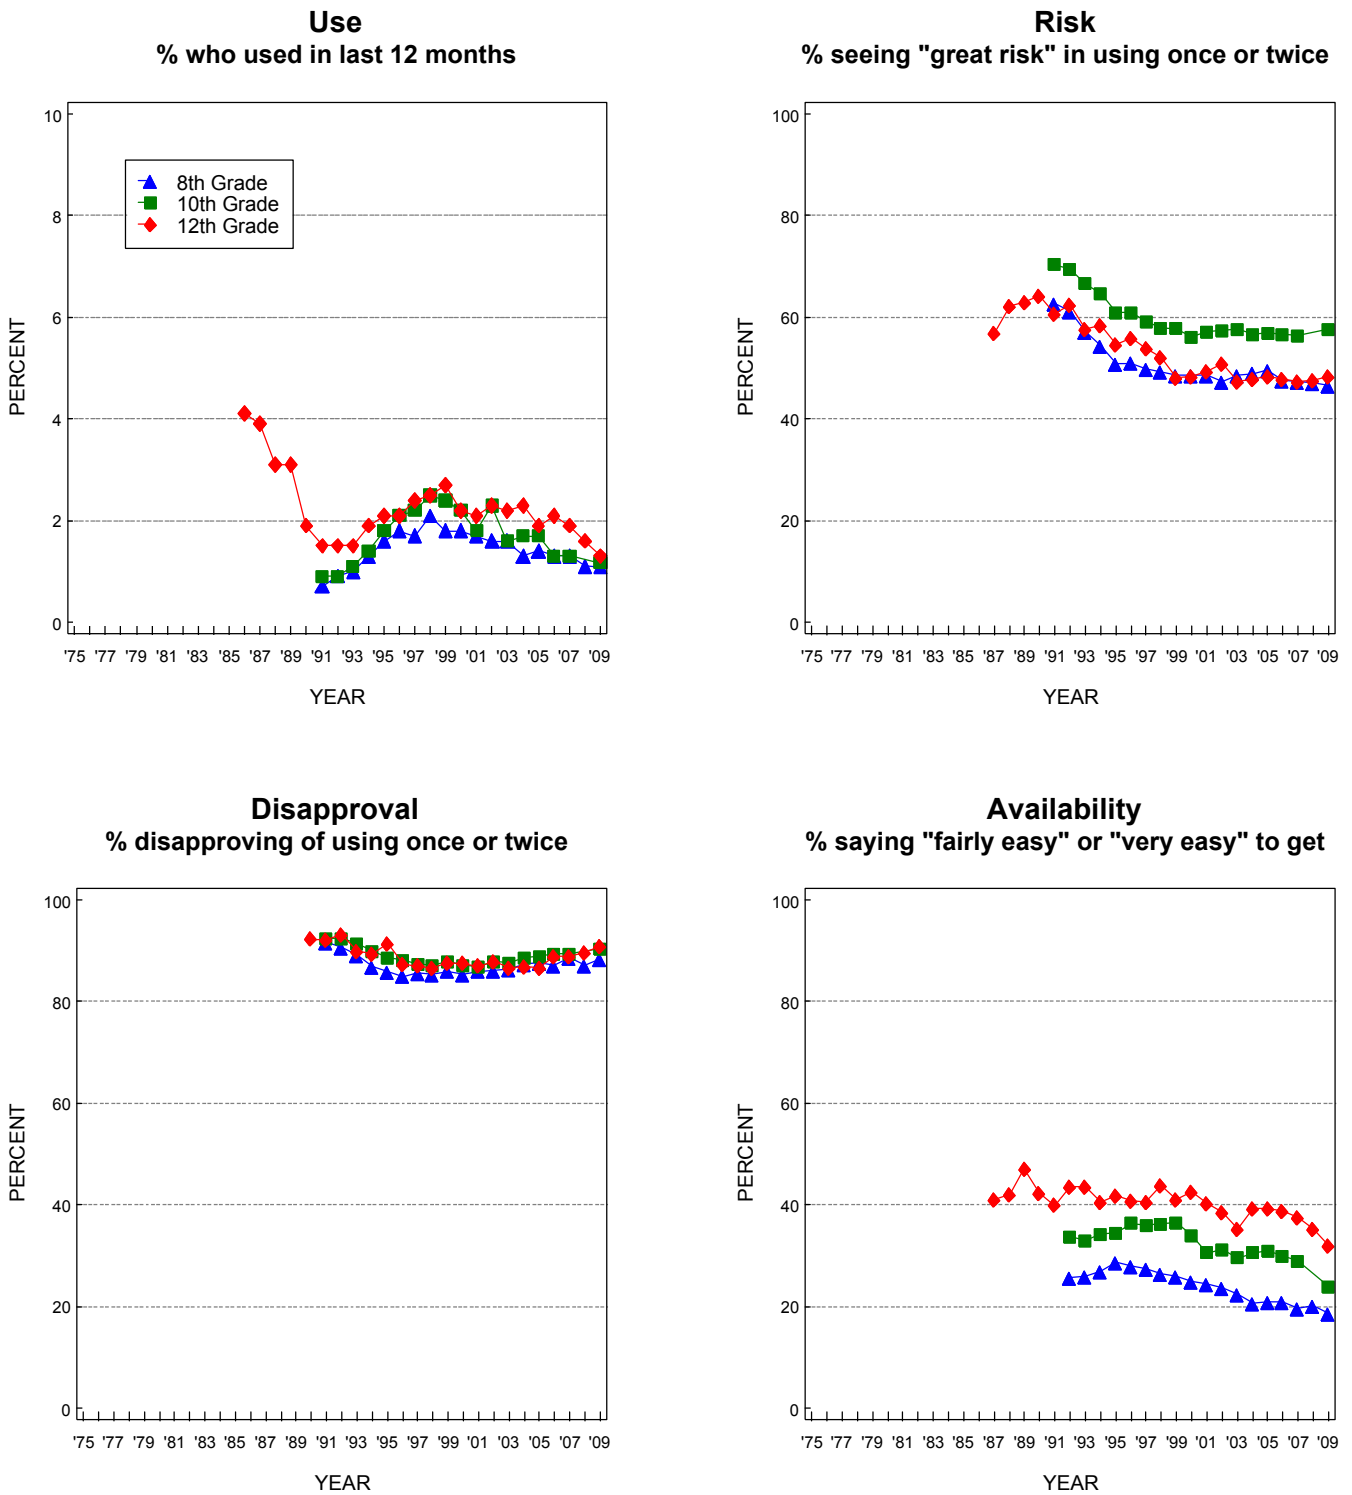 Use
% who used in last 12 months
10
8
6
4
2
0
PERCENT
8th Grade
10th Grade
12th Grade
'75 '77 '79 '81 '83 '85 '87 '89 '91 '93 '95 '97 '99 '01 '03 '05 '07 '09
YEAR
Risk
% seeing "great risk" in using once or twice
100
80
60
40
20
0
PERCENT
'75 '77 '79 '81 '83 '85 '87 '89 '91 '93 '95 '97 '99 '01 '03 '05 '07 '09
YEAR
Disapproval
% disapproving of using once or twice
100
80
60
40
20
0
PERCENT
'75 '77 '79 '81 '83 '85 '87 '89 '91 '93 '95 '97 '99 '01 '03 '05 '07 '09
YEAR
Availability
% saying "fairly easy" or "very easy" to get
100
80
60
40
20
0
PERCENT
'75 '77 '79 '81 '83 '85 '87 '89 '91 '93 '95 '97 '99 '01 '03 '05 '07 '09
YEAR